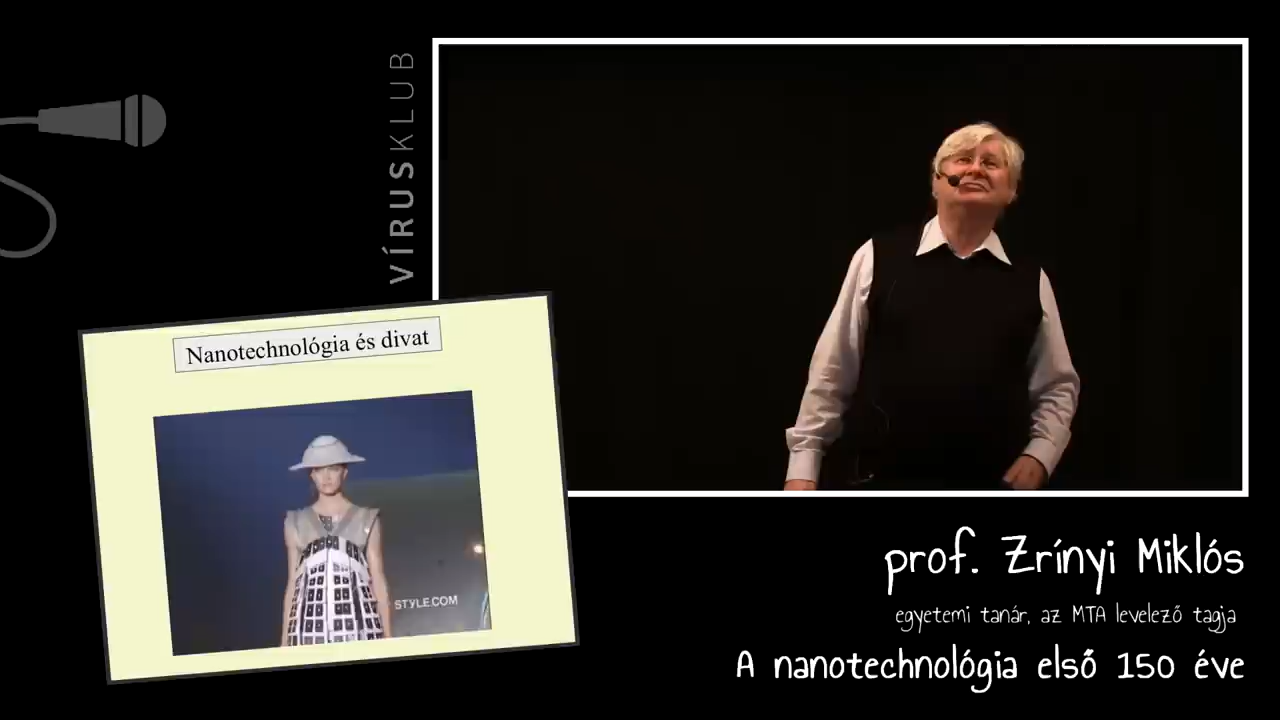 VÍRUSKLUB
Nanotechnológia és divat
STYLE.COM
prof. Zrínyi Miklós
egyetemi tanár, az MTA levelező tagja
A nanotechnológia első 150 éve